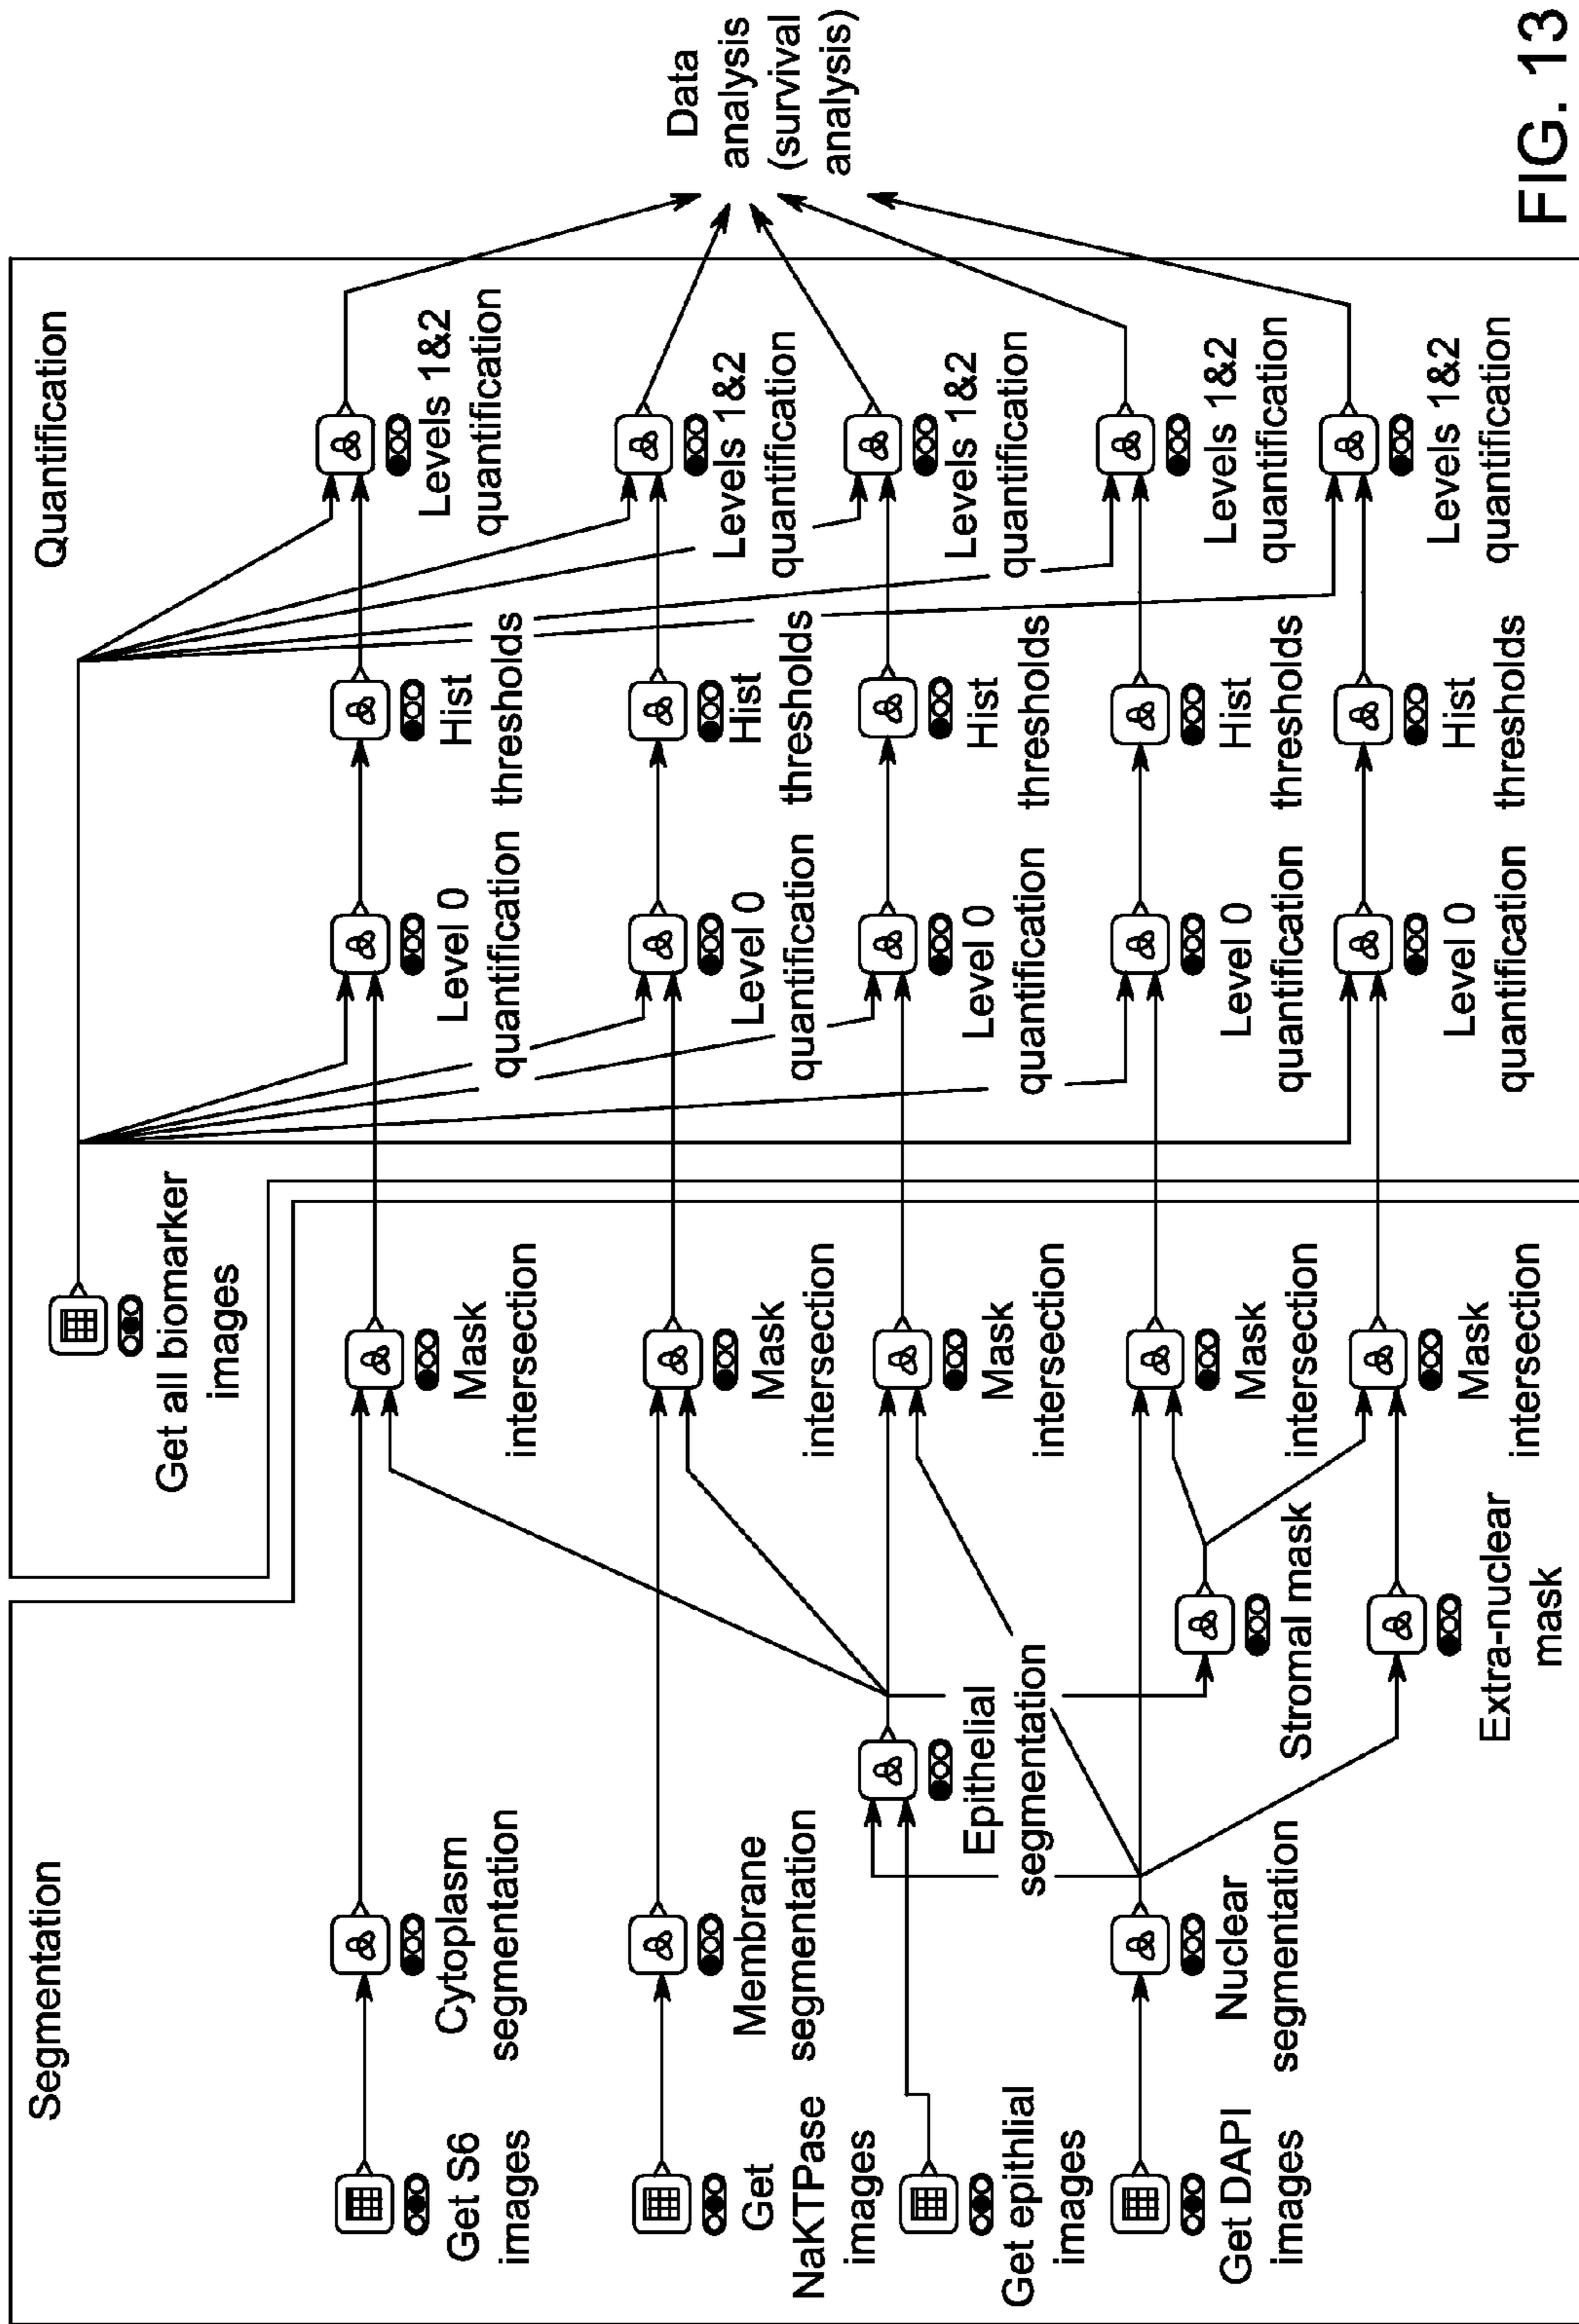 Segmentation
Get S6
images
Cytoplasm
segmentation
Get
NaKTPase
images
Membrane
segmentation
Get epithlial
images
Epithelial
segmentation
Get DAPI
images
Nuclear
segmentation
Stromal mask
Extra-nuclear
mask
Mask
intersection
Mask
intersection
Mask
intersection
Mask
intersection
Mask
intersection
Quantification
Get all biomarker
images
Level 0
quantification
Hist
thresholds
Levels 1&2
quantification
Level 0
quantification
Hist
thresholds
Levels 1&2
quantification
Level 0
quantification
Hist
thresholds
Levels 1&2
quantification
Level 0
quantification
Hist
thresholds
Levels 1&2
quantification
Level 0
quantification
Hist
thresholds
Levels 1&2
quantification
Data
analysis
(survival
analysis)
FIG. 13